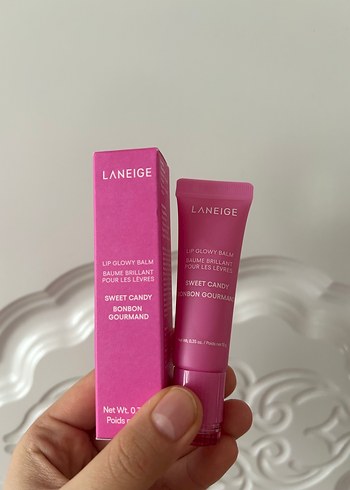 LANEIGE
LIP GLOWY BALM
BAUME BRILLANT
POUR LES LÈVRES
SWEET CANDY
BONBON
GOURMAND
Net Wt.
Poids
LANEIGE
LIP GLOWY BALM
BAUME BRILLANT
POUR LES LÈVRES
SWEET CANDY
BONBON GOURMAND